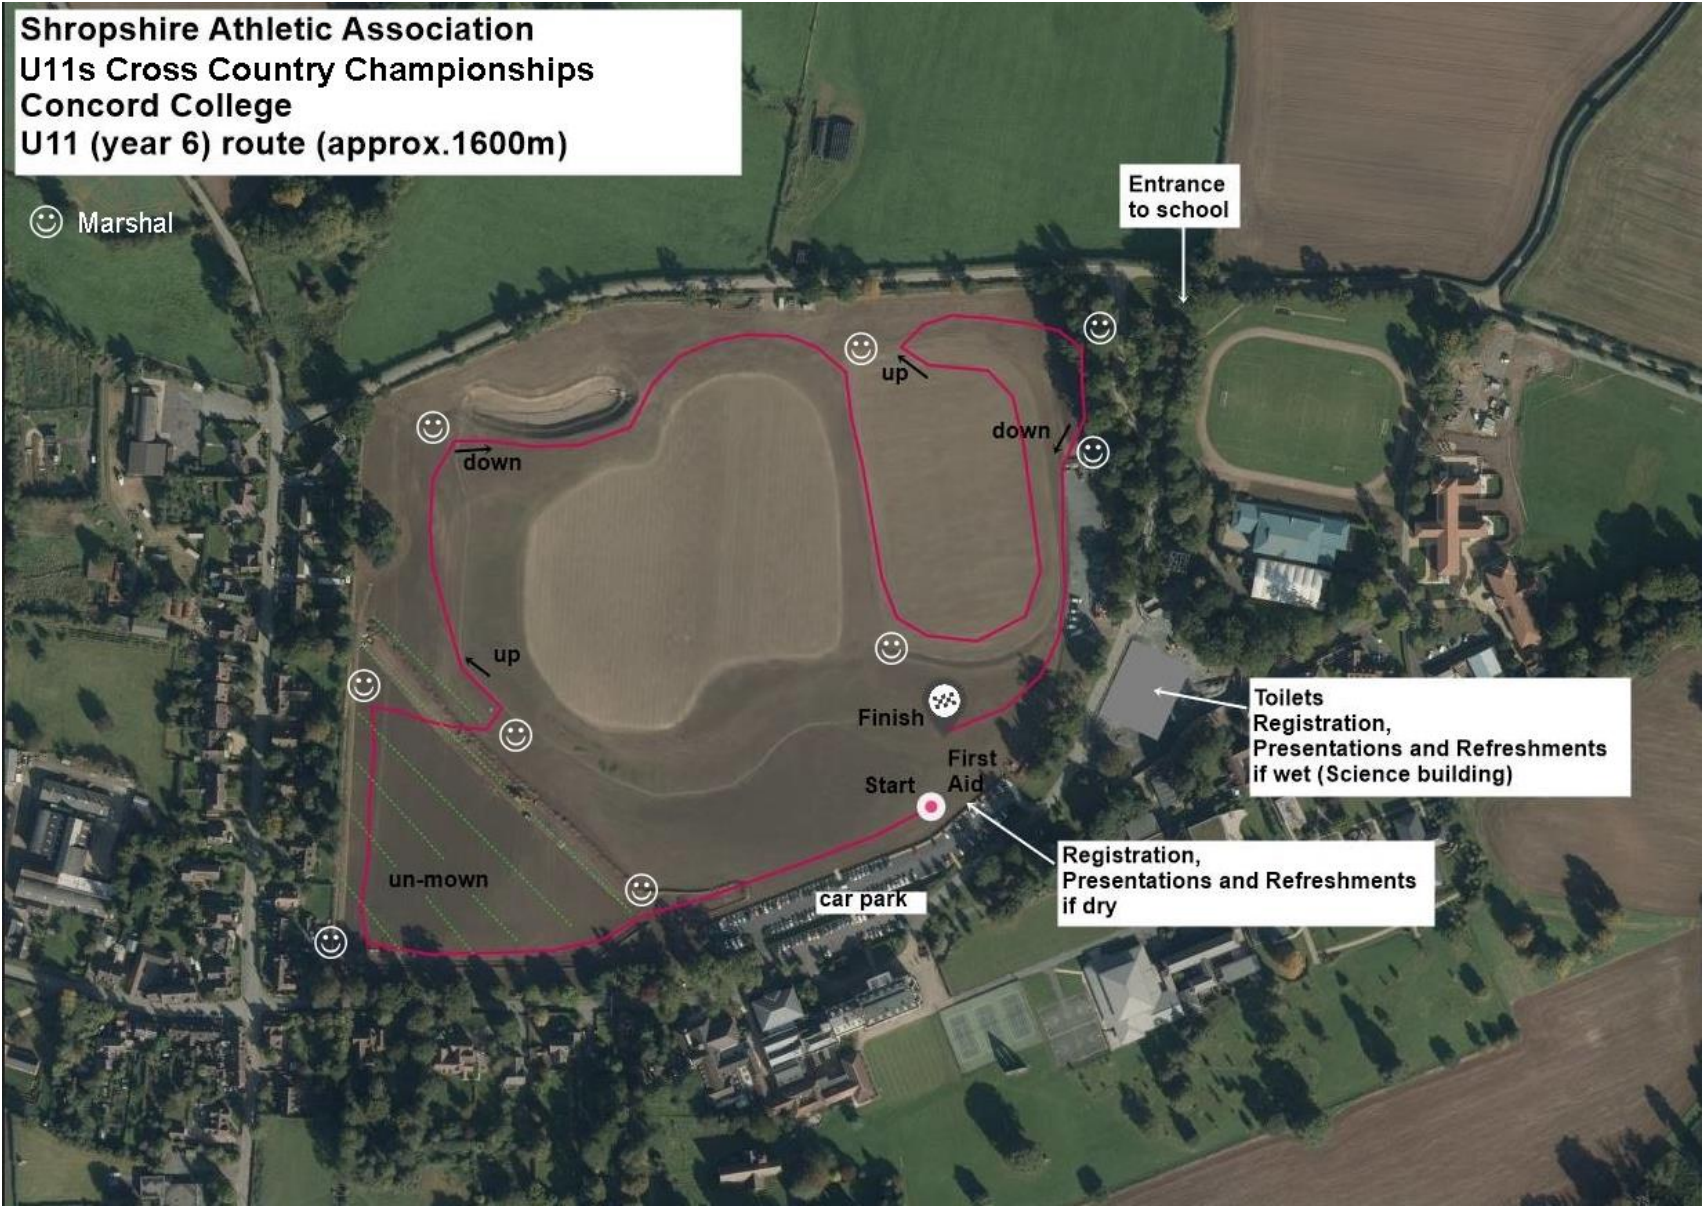 Shropshire Athletic Association
U11s Cross Country Championships
Concord College
U11 (year 6) route (approx.1600m)
Marshal
Entrance
to school
up
down
down
up
Finish
First
Aid
Start
Toilets
Registration,
Presentations and Refreshments
if wet (Science building)
Registration,
Presentations and Refreshments
if dry
un-mown
car park